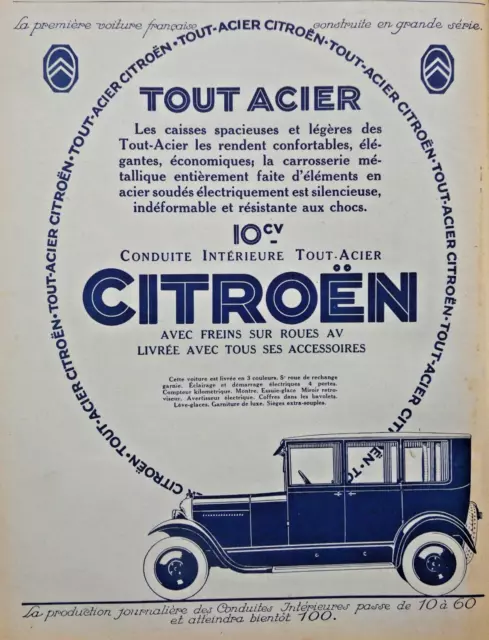 La première voiture française construite en grande série.
TOUT-ACIER CITROËN·TOUT-ACIER CITROËN·TOUT-ACIER CITROËN·TOUT-ACIER CITROËN·TOUT-ACIER CITROËN·TOUT-ACIER CITROËN·TOUT-ACIER CITROËN
TOUT ACIER
Les caisses spacieuses et légères des
Tout-Acier les rendent confortables, élé-
gantes, économiques; la carrosserie mé-
tallique entièrement faite d'éléments en
acier soudés électriquement est silencieuse,
indéformable et résistante aux chocs.
10 CV
CONDUITE INTÉRIEURE TOUT-ACIER
CITROËN
AVEC FREINS SUR ROUES AV
LIVRÉE AVEC TOUS SES ACCESSOIRES
Cette voiture est livrée en 3 couleurs. 5e roue de rechange
garnie. Éclairage et démarrage électriques 4 portes.
Compteur kilométrique. Montre. Essuie-glace Miroir rétro-
viseur. Avertisseur électrique. Coffres dans les bavolets.
Lève-glaces. Garniture de luxe. Sièges extra-souples.
La production journalière des Conduites Intérieures passe de 10 à 60
et atteindra bientôt 100.